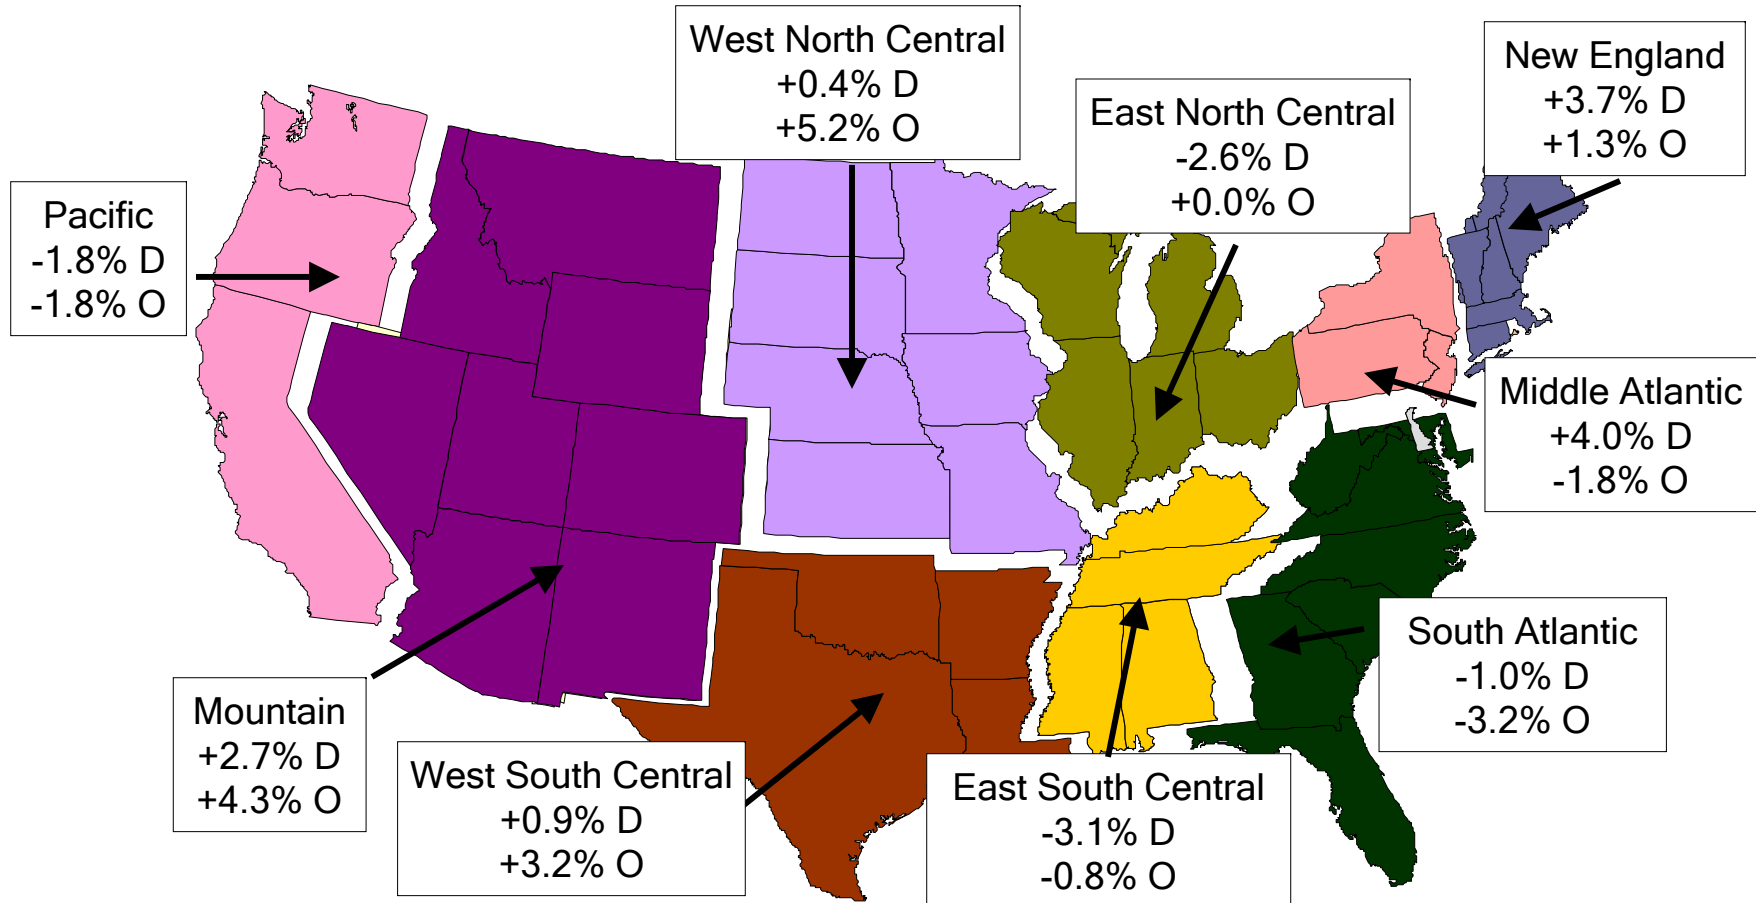 West North Central
+0.4% D
+5.2% O
New England
+3.7% D
+1.3% O
East North Central
-2.6% D
+0.0% O
Pacific
-1.8% D
-1.8% O
Middle Atlantic
+4.0% D
-1.8% O
South Atlantic
-1.0% D
-3.2% O
Mountain
+2.7% D
+4.3% O
West South Central
+0.9% D
+3.2% O
East South Central
-3.1% D
-0.8% O